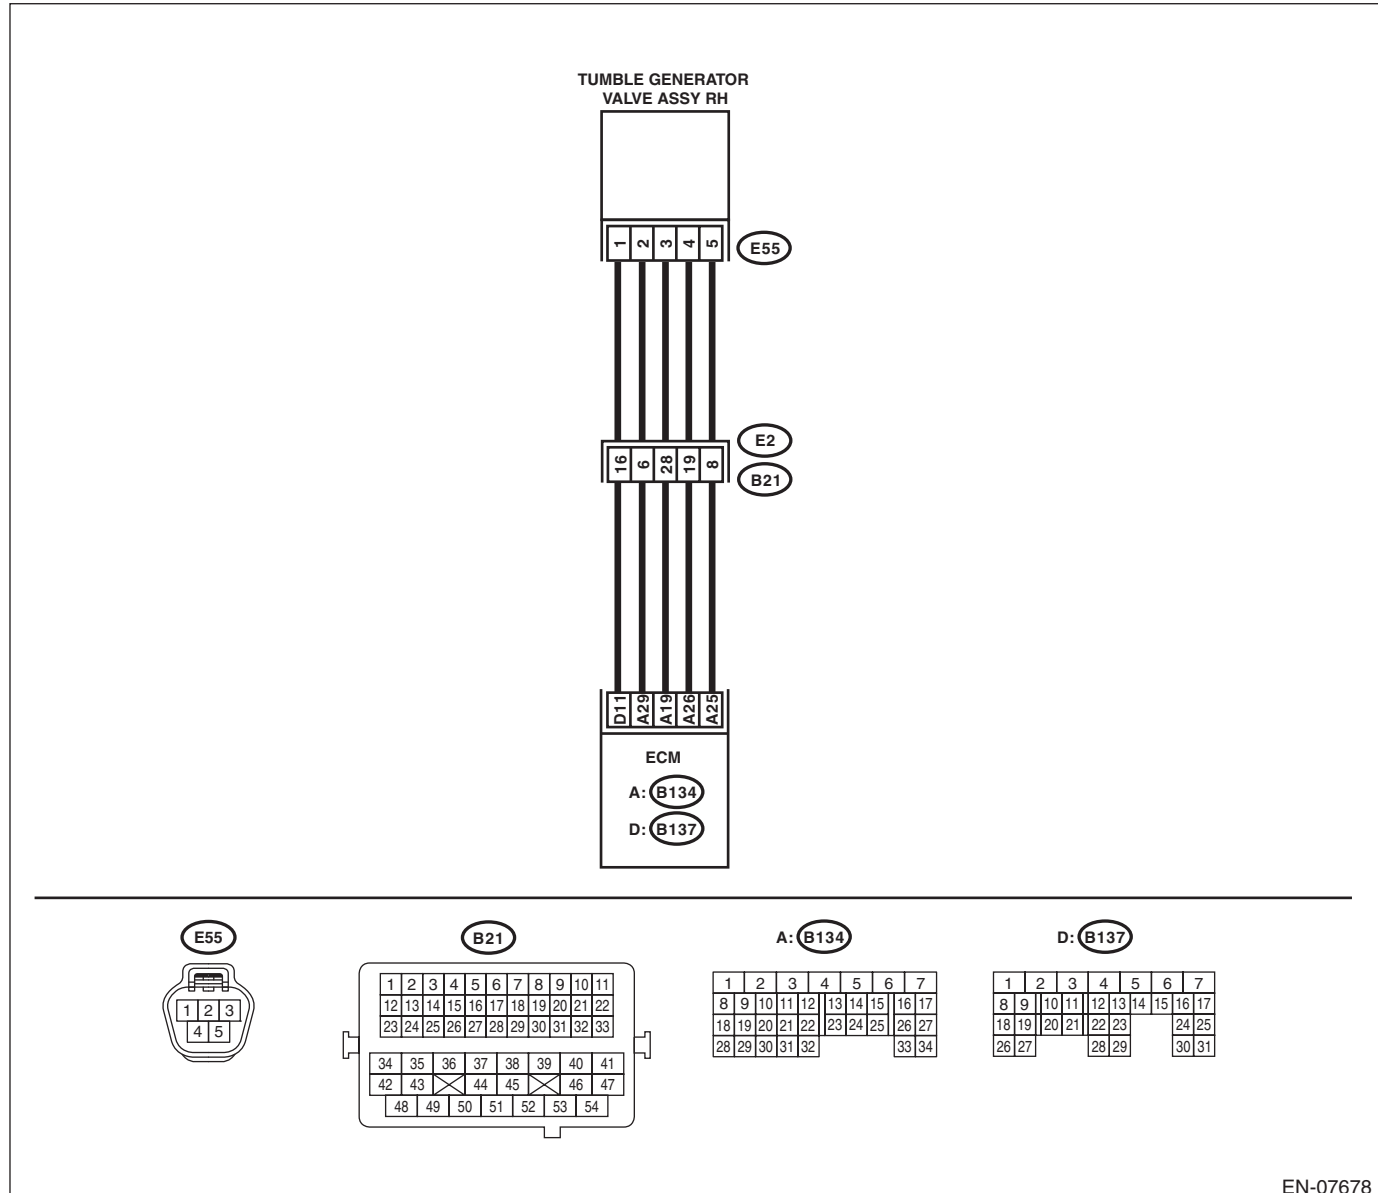 TUMBLE GENERATOR
VALVE ASSY RH
1 2 3 4 5
E55
E2
16 6 28 19 8
B21
D11 A29 A19 A26 A25
ECM
A: B134
D: B137
E55
B21
A: B134
D: B137
1 2 3
4 5
1 2 3 4 5 6 7 8 9 10 11
12 13 14 15 16 17 18 19 20 21 22
23 24 25 26 27 28 29 30 31 32 33
34 35 36 37 38 39 40 41
42 43 44 45 46 47
48 49 50 51 52 53 54
1 2 3 4 5 6 7
8 9 10 11 12 13 14 15 16 17
18 19 20 21 22 23 24 25 26 27
28 29 30 31 32 33 34
1 2 3 4 5 6 7
8 9 10 11 12 13 14 15 16 17
18 19 20 21 22 23 24 25
26 27 28 29 30 31
EN-07678